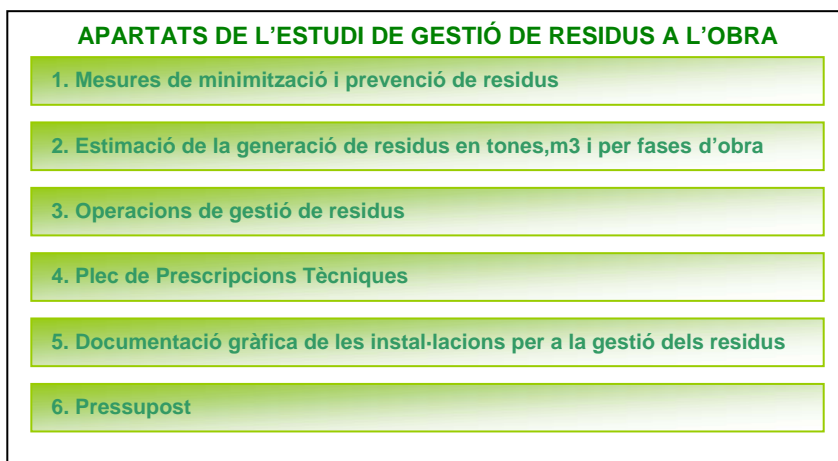 APARTATS DE L’ESTUDI DE GESTIÓ DE RESIDUS A L’OBRA
1. Mesures de minimització i prevenció de residus
2. Estimació de la generació de residus en tones,m3 i per fases d’obra
3. Operacions de gestió de residus
4. Plec de Prescripcions Tècniques
5. Documentació gràfica de les instal·lacions per a la gestió dels residus
6. Pressupost